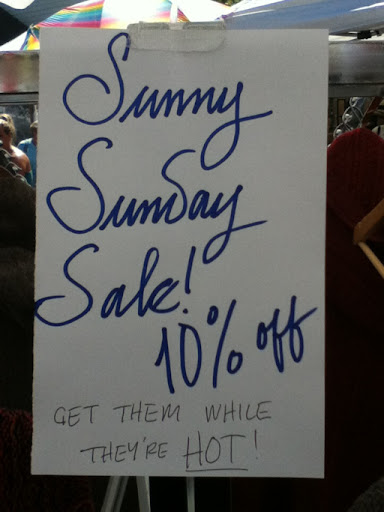 Sunny
Sunday
Sale!
10% off
GET THEM WHILE
THEY'RE HOT!